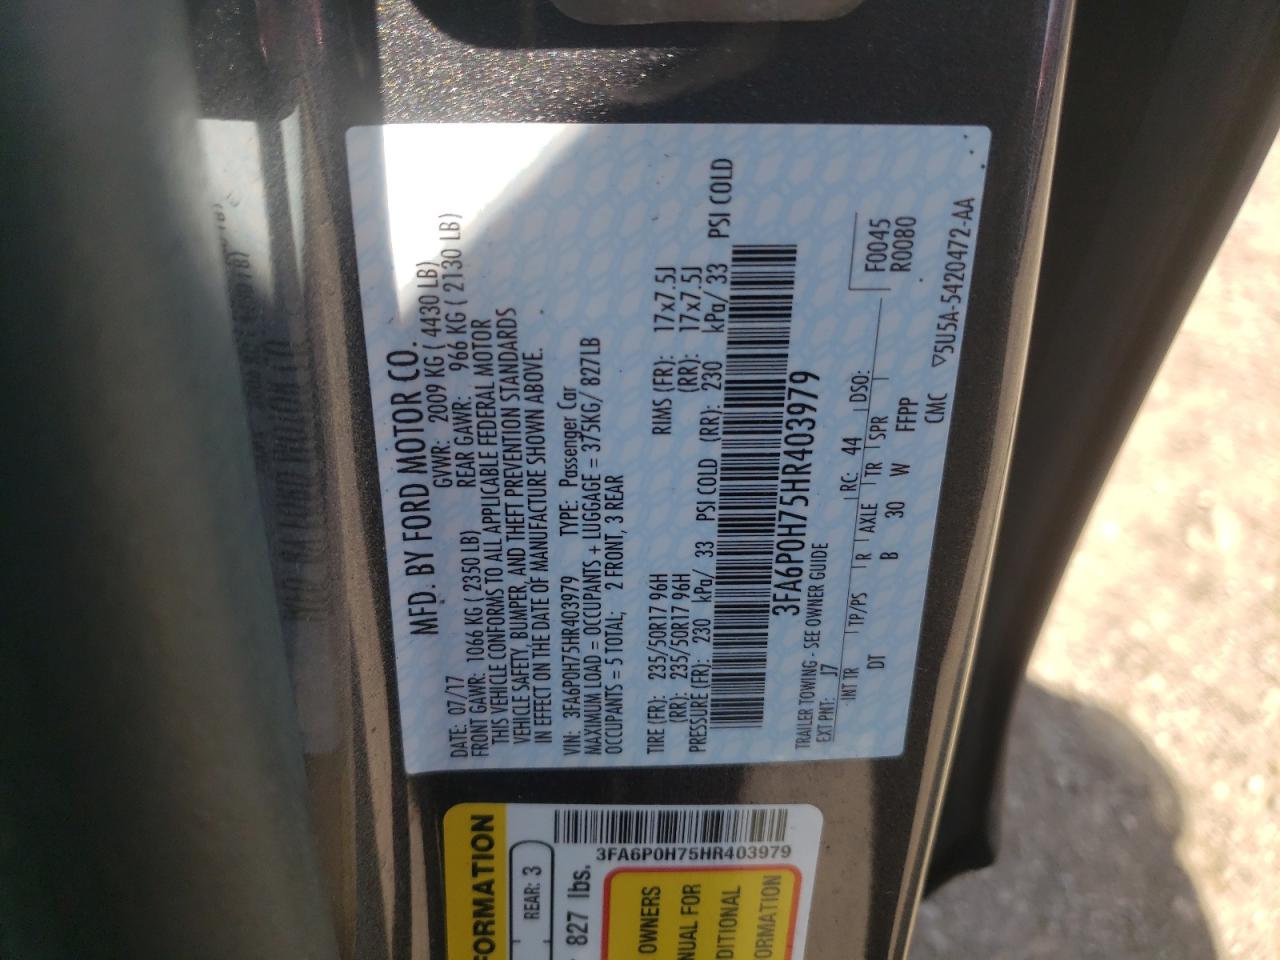 MFD. BY FORD MOTOR CO.
DATE: 07/17 GVWR: 2009 KG ( 4430 LB)
FRONT GAWR: 1066 KG ( 2350 LB) REAR GAWR: 966 KG ( 2130 LB)
THIS VEHICLE CONFORMS TO ALL APPLICABLE FEDERAL MOTOR
VEHICLE SAFETY, BUMPER, AND THEFT PREVENTION STANDARDS
IN EFFECT ON THE DATE OF MANUFACTURE SHOWN ABOVE.
VIN: 3FA6P0H75HR403979 TYPE: Passenger Car
MAXIMUM LOAD = OCCUPANTS + LUGGAGE = 375KG/ 827LB
OCCUPANTS = 5 TOTAL; 2 FRONT, 3 REAR
TIRE (FR): 235/50R17 96H RIMS (FR): 17x7.5J
(RR): 235/50R17 96H (RR): 17x7.5J
PRESSURE (FR): 230 kPa/ 33 PSI COLD (RR): 230 kPa/ 33 PSI COLD
3FA6P0H75HR403979
TRAILER TOWING - SEE OWNER GUIDE
EXT PNT: J7 RC: 44 DSO: F0045
R0080
INT TR TP/PS R AXLE TR SPR
DT B 30 W FFPP
CMC ▽5U5A-5420472-AA
FORMATION
REAR: 3
827 lbs.
3FA6P0H75HR403979
OWNERS
NUAL FOR
DITIONAL
ORMATION